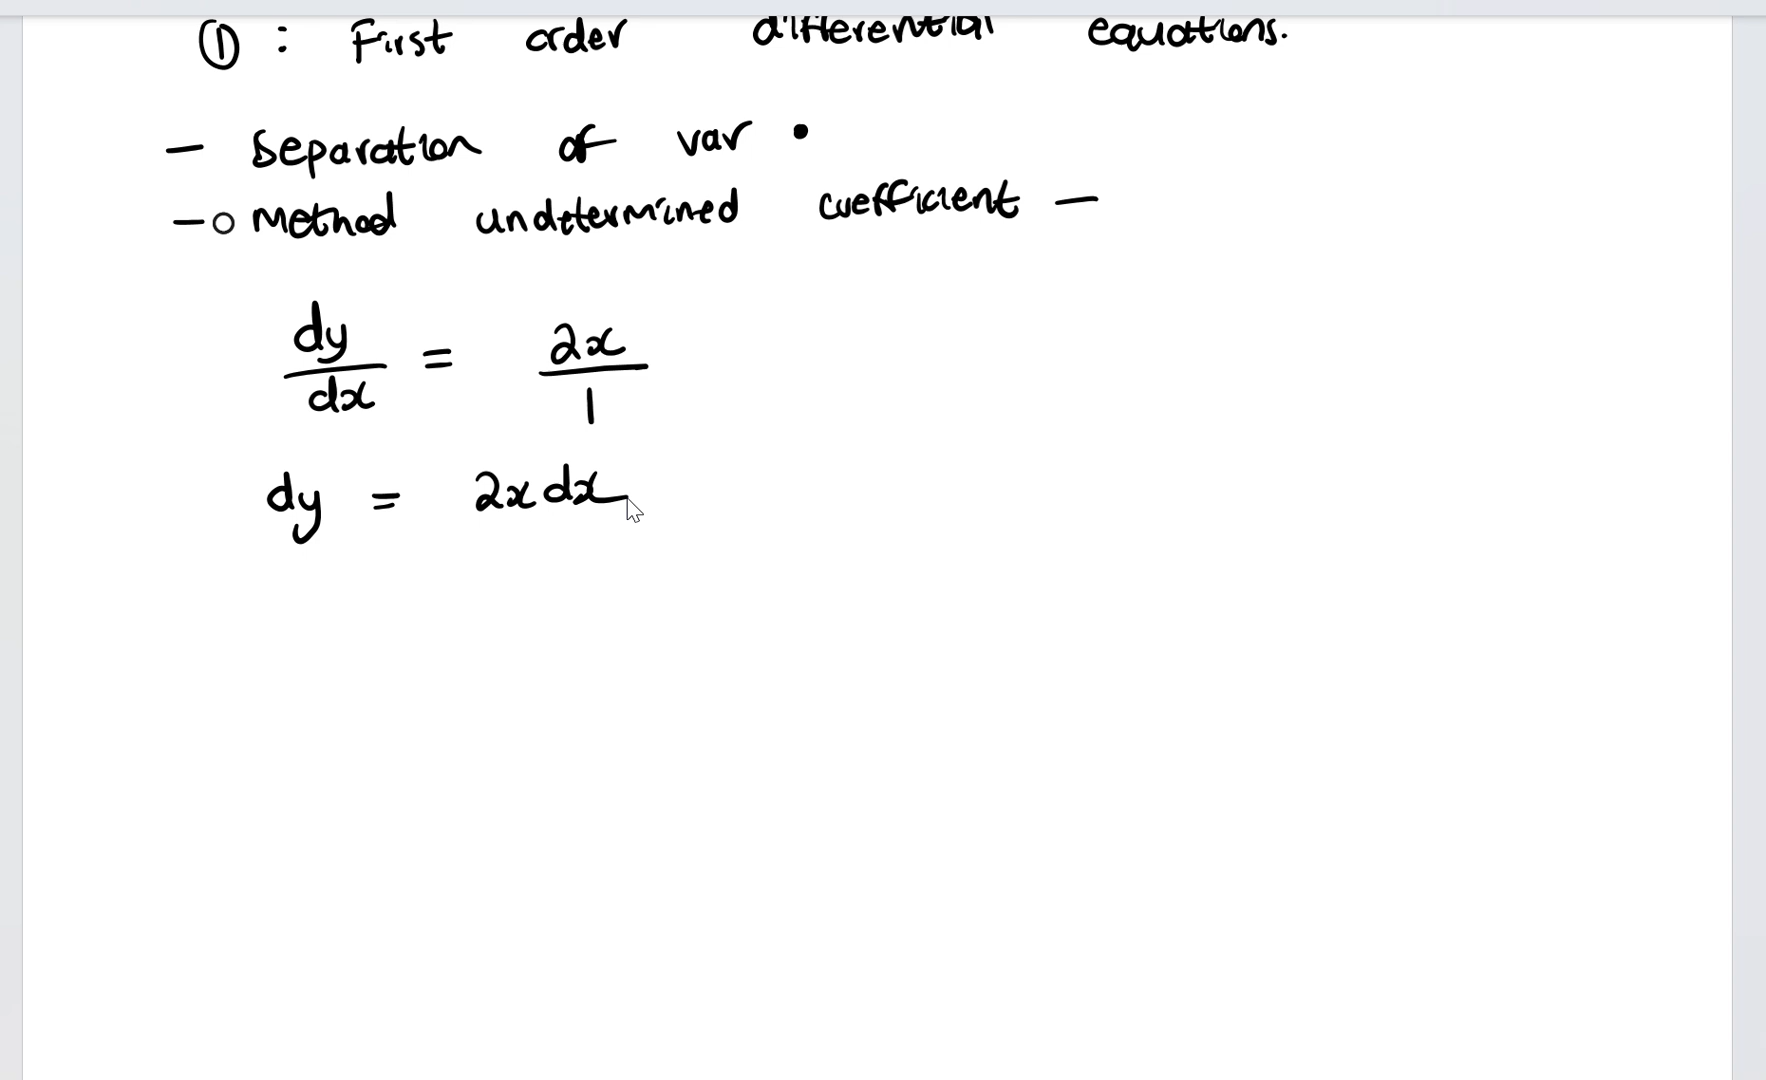 ① : First order differential equations.
- Separation of var •
-o Method undetermined coefficient -
dy/dx = 2x/1
dy = 2x dx